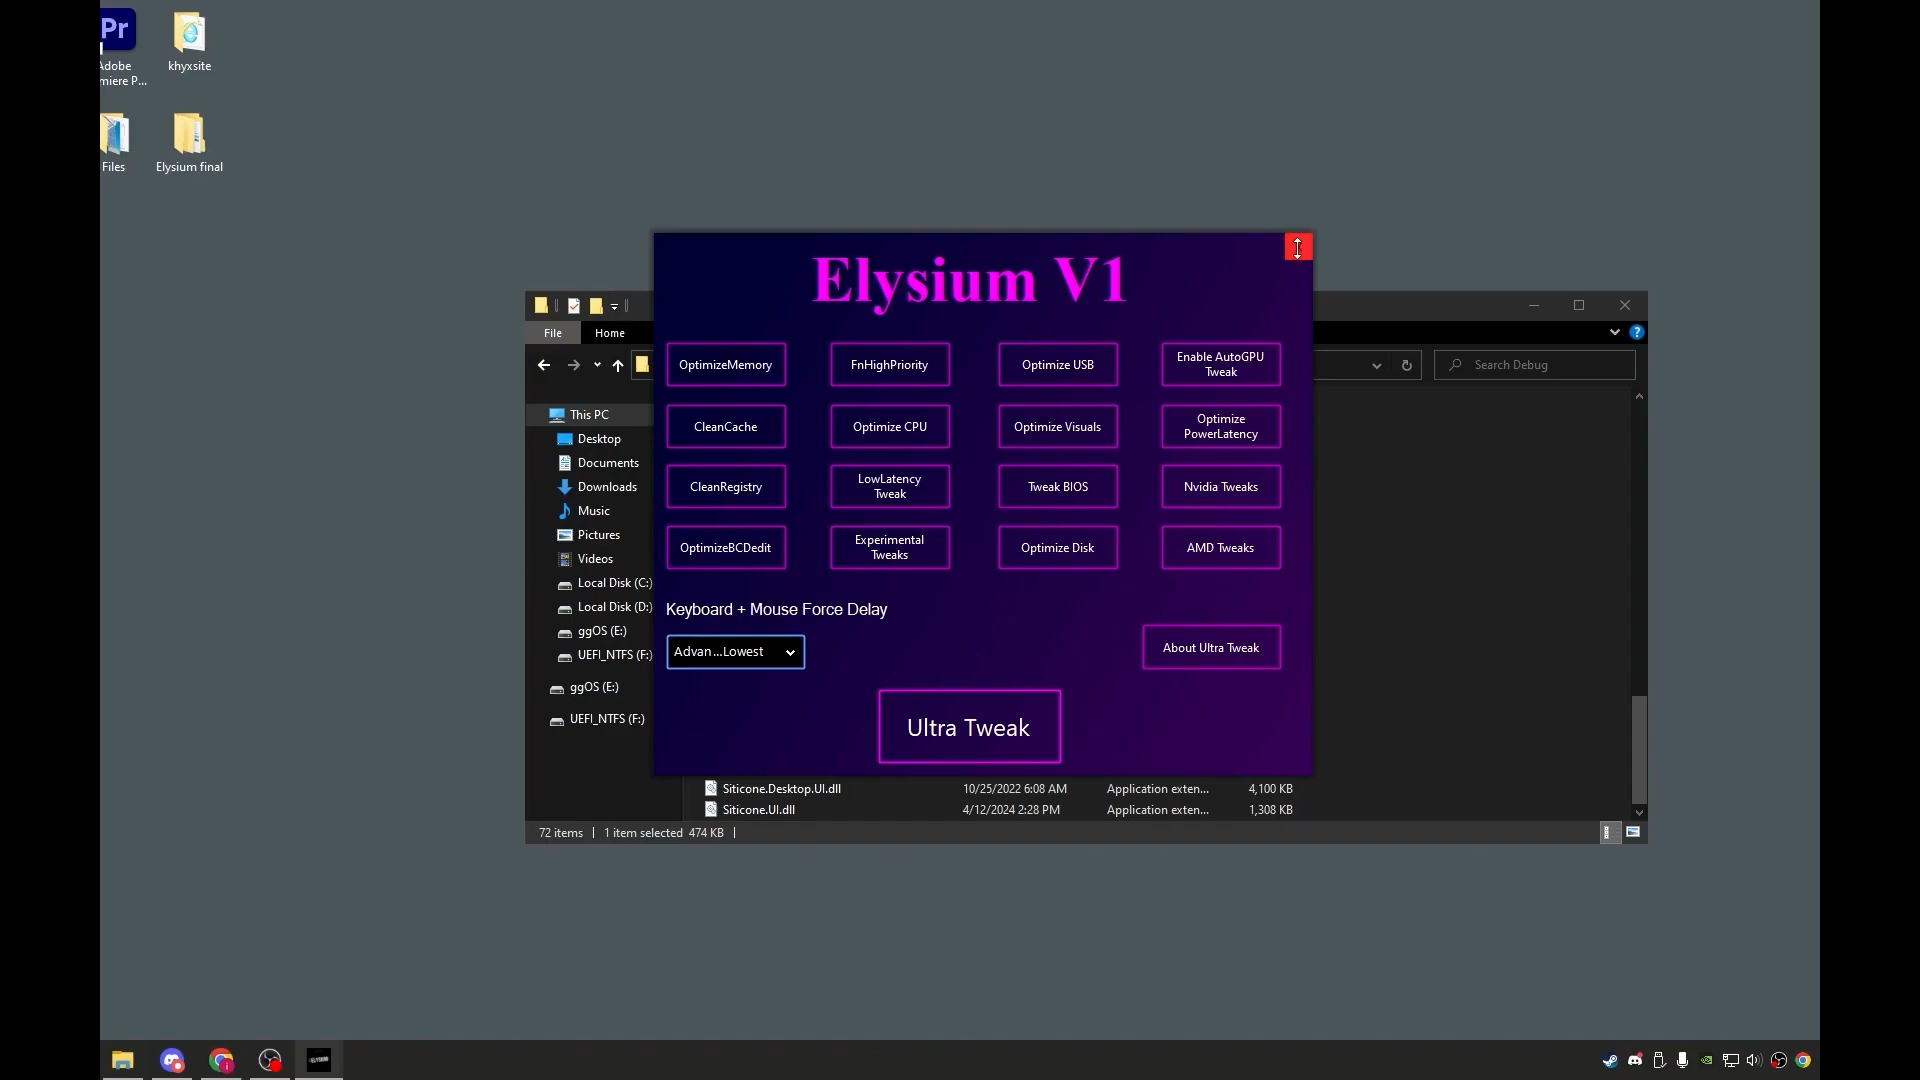 Pr
Adobe
miere P...
khyxsite
Files
Elysium final
Elysium V1
File
Home
Search Debug
OptimizeMemory
FnHighPriority
Optimize USB
Enable AutoGPU
Tweak
CleanCache
Optimize CPU
Optimize Visuals
Optimize
PowerLatency
CleanRegistry
LowLatency
Tweak
Tweak BIOS
Nvidia Tweaks
OptimizeBCDedit
Experimental
Tweaks
Optimize Disk
AMD Tweaks
Keyboard + Mouse Force Delay
Advan...Lowest
About Ultra Tweak
Ultra Tweak
This PC
Desktop
Documents
Downloads
Music
Pictures
Videos
Local Disk (C:)
Local Disk (D:)
ggOS (E:)
UEFI_NTFS (F:)
ggOS (E:)
UEFI_NTFS (F:)
Siticone.Desktop.UI.dll 10/25/2022 6:08 AM Application exten... 4,100 KB
Siticone.UI.dll 4/12/2024 2:28 PM Application exten... 1,308 KB
72 items 1 item selected 474 KB
ELYSIUM